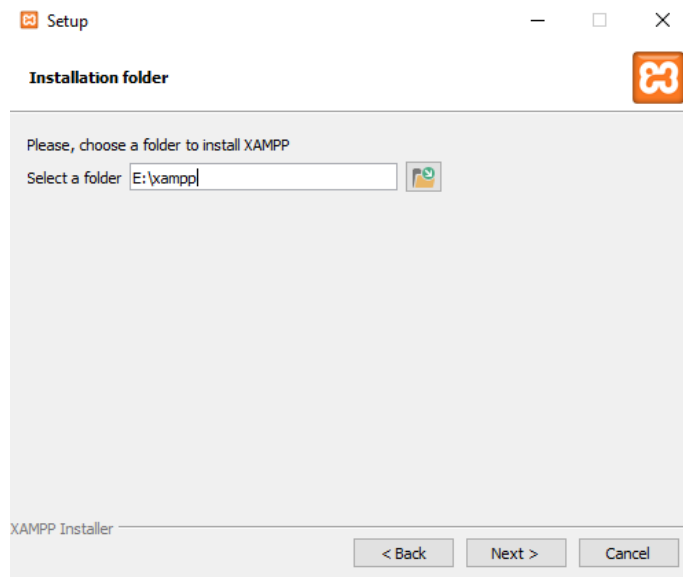 Setup
Installation folder
Please, choose a folder to install XAMPP
Select a folder E:\xampp
XAMPP Installer
< Back Next > Cancel